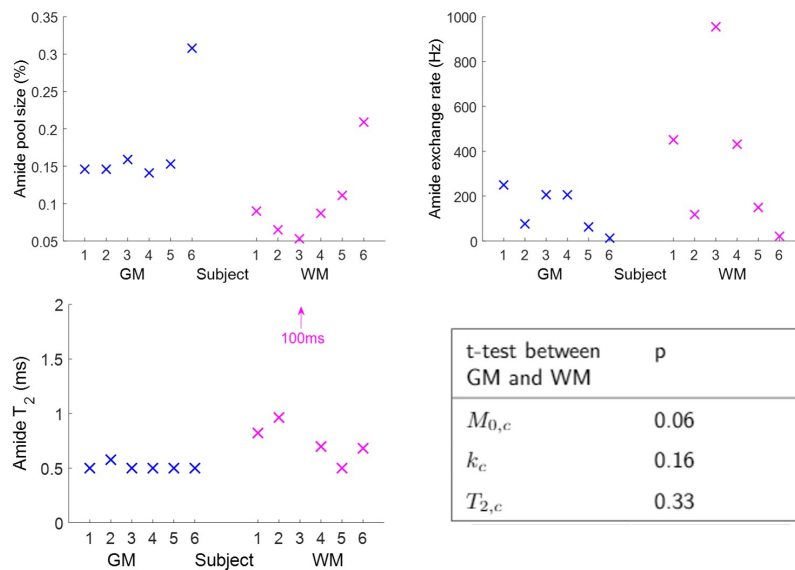 Amide pool size (%)
0.35
0.3
0.25
0.2
0.15
0.1
0.05
1 2 3 4 5 6 1 2 3 4 5 6
GM Subject WM
Amide exchange rate (Hz)
1000
800
600
400
200
0
1 2 3 4 5 6 1 2 3 4 5 6
GM Subject WM
Amide T2 (ms)
2
1.5
1
0.5
0
100ms
1 2 3 4 5 6 1 2 3 4 5 6
GM Subject WM
t-test between p
GM and WM
M0,c 0.06
kc 0.16
T2,c 0.33